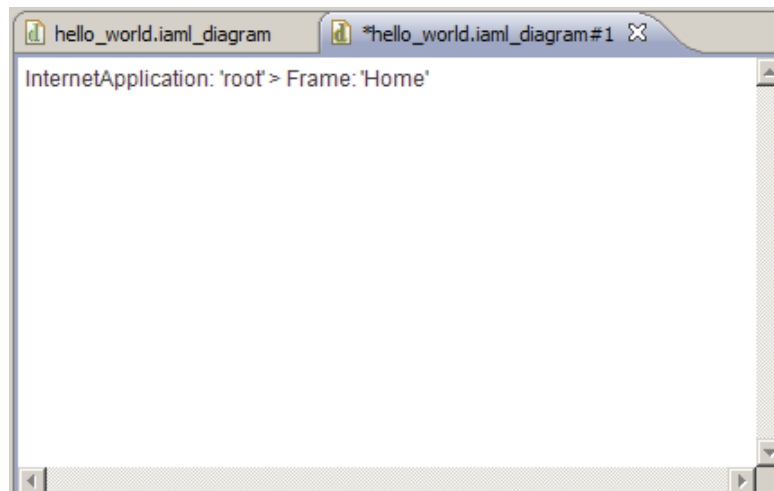 hello_world.iaml_diagram
*hello_world.iaml_diagram#1
InternetApplication: 'root' > Frame: 'Home'